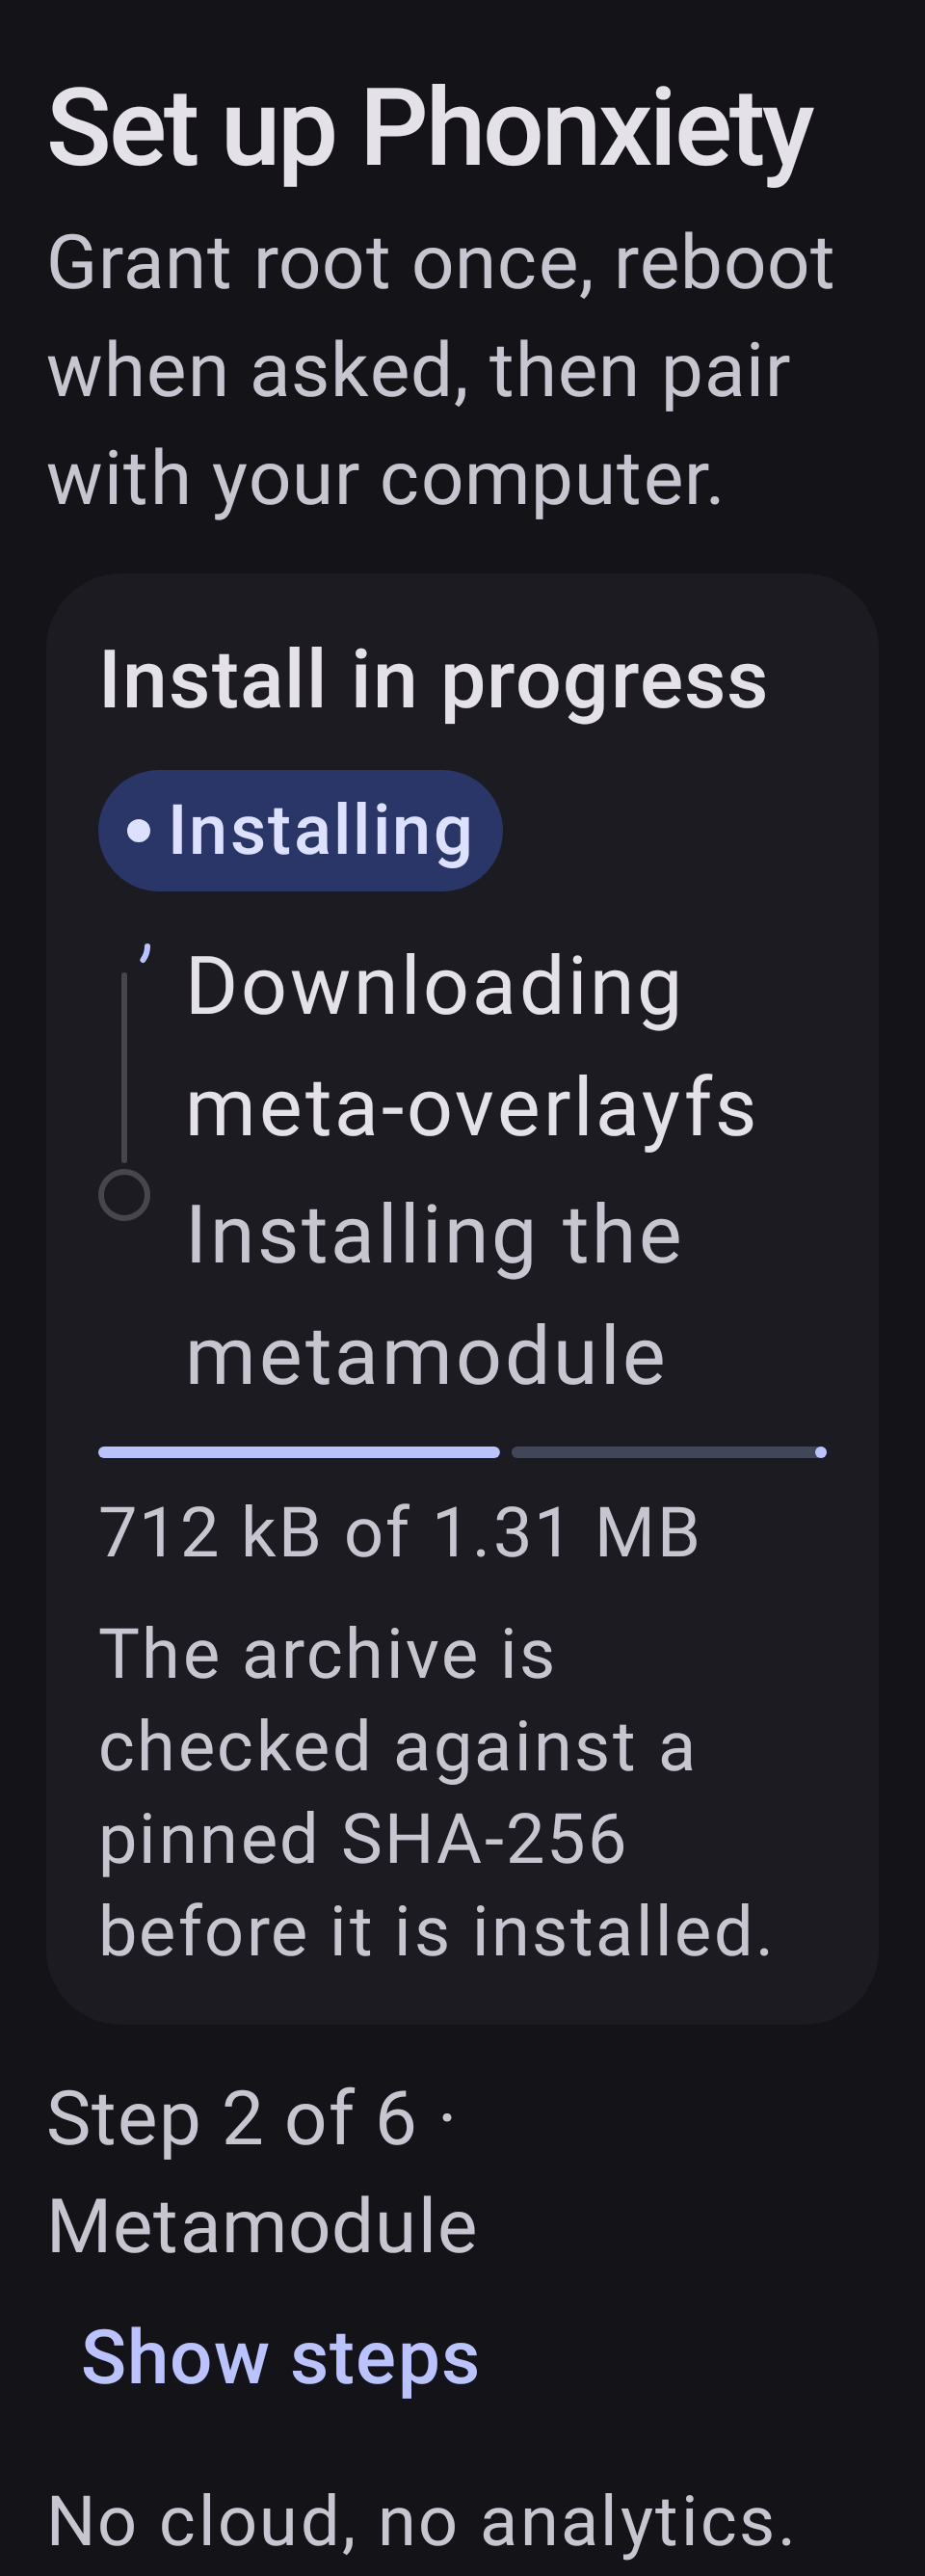 Set up Phonxiety
Grant root once, reboot
when asked, then pair
with your computer.
Install in progress
Installing
Downloading
meta-overlayfs
Installing the
metamodule
712 kB of 1.31 MB
The archive is
checked against a
pinned SHA-256
before it is installed.
Step 2 of 6 ·
Metamodule
Show steps
No cloud, no analytics.